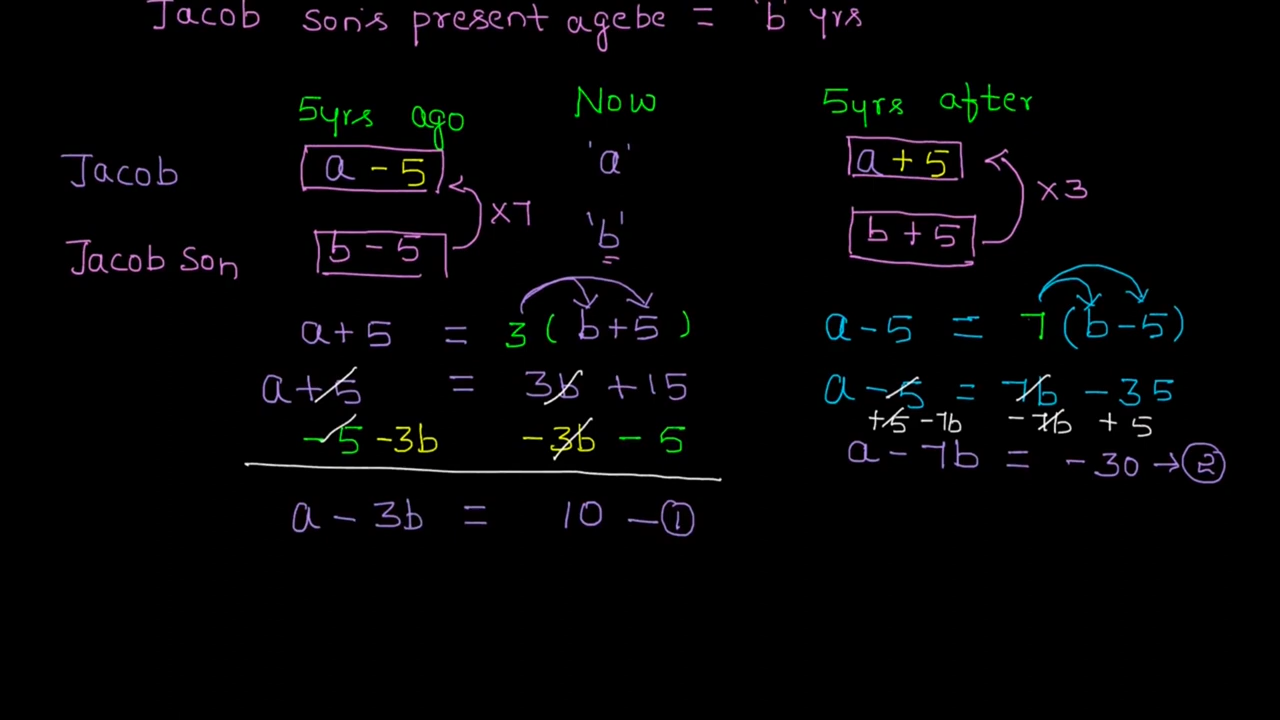 Jacob son's present age be = 'b' yrs
5yrs ago Now 5yrs after
Jacob a - 5 'a' a + 5
×7 ×3
Jacob Son b - 5 'b' b + 5
a + 5 = 3 ( b + 5 ) a - 5 = 7 ( b - 5 )
a + 5 = 3b + 15 a - 5 = 7b - 35
- 5 - 3b - 3b - 5 + 5 - 7b - 7b + 5
a - 7b = - 30 → ②
a - 3b = 10 - ①